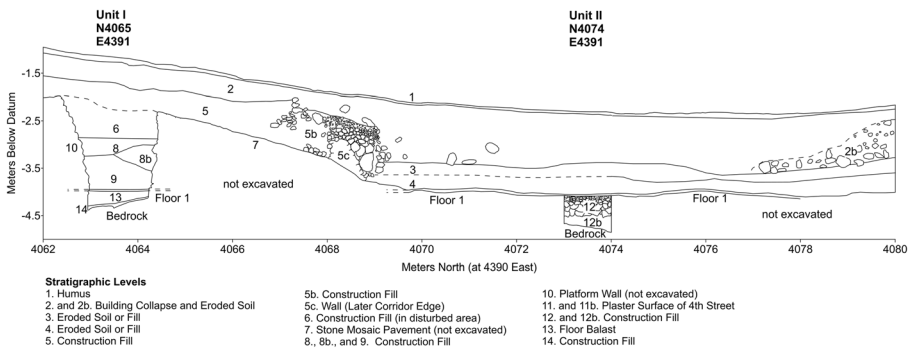 Unit I
N4065
E4391
Unit II
N4074
E4391
Meters Below Datum
-1.5
-2.5
-3.5
-4.5
1
2
5
6
5b
10
7
8
8b
5c
2b
3
9
not excavated
4
13
Floor 1
Floor 1
Floor 1
14
Bedrock
12
12b
Bedrock
not excavated
4062
4064
4066
4068
4070
4072
4074
4076
4078
4080
Meters North (at 4390 East)
Stratigraphic Levels
1. Humus
2. and 2b. Building Collapse and Eroded Soil
3. Eroded Soil or Fill
4. Eroded Soil or Fill
5. Construction Fill
5b. Construction Fill
5c. Wall (Later Corridor Edge)
6. Construction Fill (in disturbed area)
7. Stone Mosaic Pavement (not excavated)
8., 8b., and 9. Construction Fill
10. Platform Wall (not excavated)
11. and 11b. Plaster Surface of 4th Street
12. and 12b. Construction Fill
13. Floor Balast
14. Construction Fill